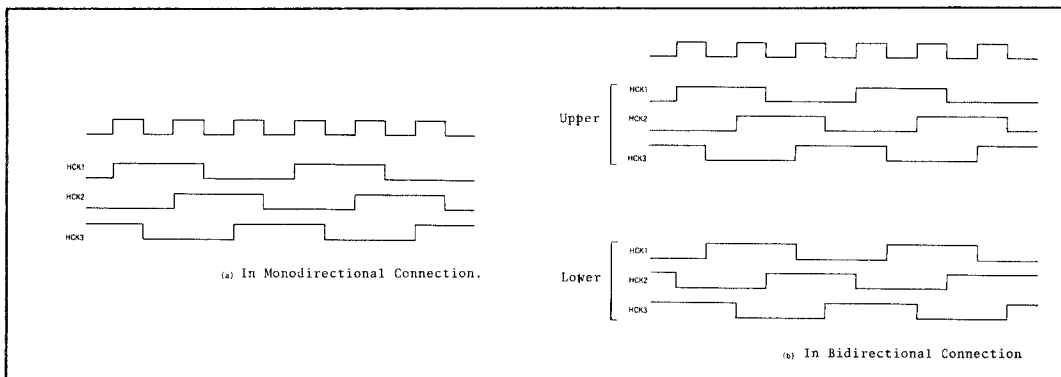 HCK1
HCK2
HCK3
(a) In Monodirectional Connection.
Upper
HCK1
HCK2
HCK3
Lower
HCK1
HCK2
HCK3
(b) In Bidirectional Connection